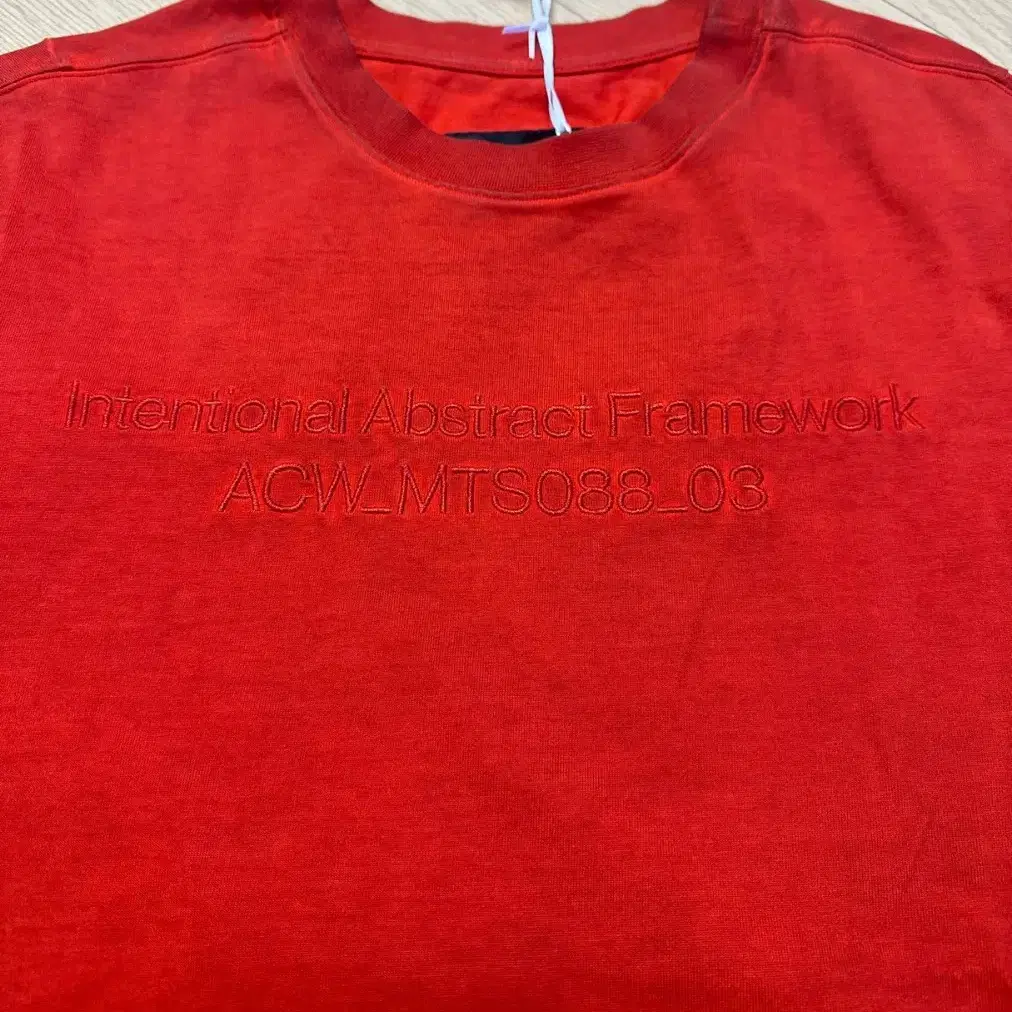 Intentional Abstract Framework
ACW_MTS088_03